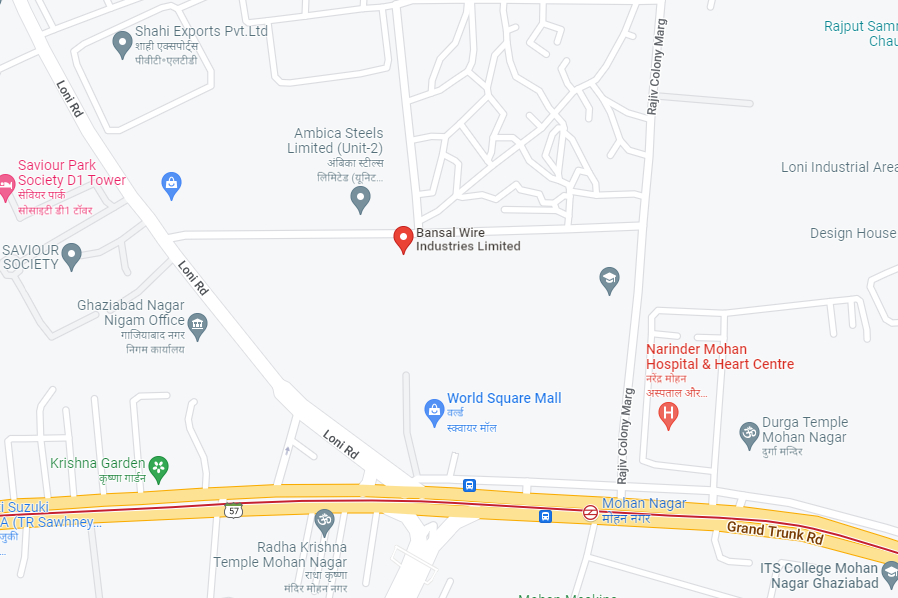 Shahi Exports Pvt.Ltd
शाही एक्सपोर्ट्स
पीवीटी॰एलटीडी
Rajput Sam
Chau
Loni Rd
Rajiv Colony Marg
Ambica Steels
Limited (Unit-2)
अंबिका स्टील्स
लिमिटेड (यूनिट...
Saviour Park
Society D1 Tower
सेवियर पार्क
सोसाइटी डी1 टॉवर
Loni Industrial Area
Bansal Wire
Industries Limited
Design House
SAVIOUR
SOCIETY
Loni Rd
Ghaziabad Nagar
Nigam Office
गाजियाबाद नगर
निगम कार्यालय
Narinder Mohan
Hospital & Heart Centre
नरेंद्र मोहन
अस्पताल और...
World Square Mall
वर्ल्ड
स्क्वायर मॉल
Rajiv Colony Marg
Durga Temple
Mohan Nagar
दुर्गा मन्दिर
Loni Rd
Krishna Garden
कृष्णा गार्डन
i Suzuki
A (TR Sawhney...
जुकी
...
57
Mohan Nagar
मोहन नगर
Grand Trunk Rd
Radha Krishna
Temple Mohan Nagar
राधा कृष्णा
मंदिर मोहन नगर
ITS College Mohan
Nagar Ghaziabad